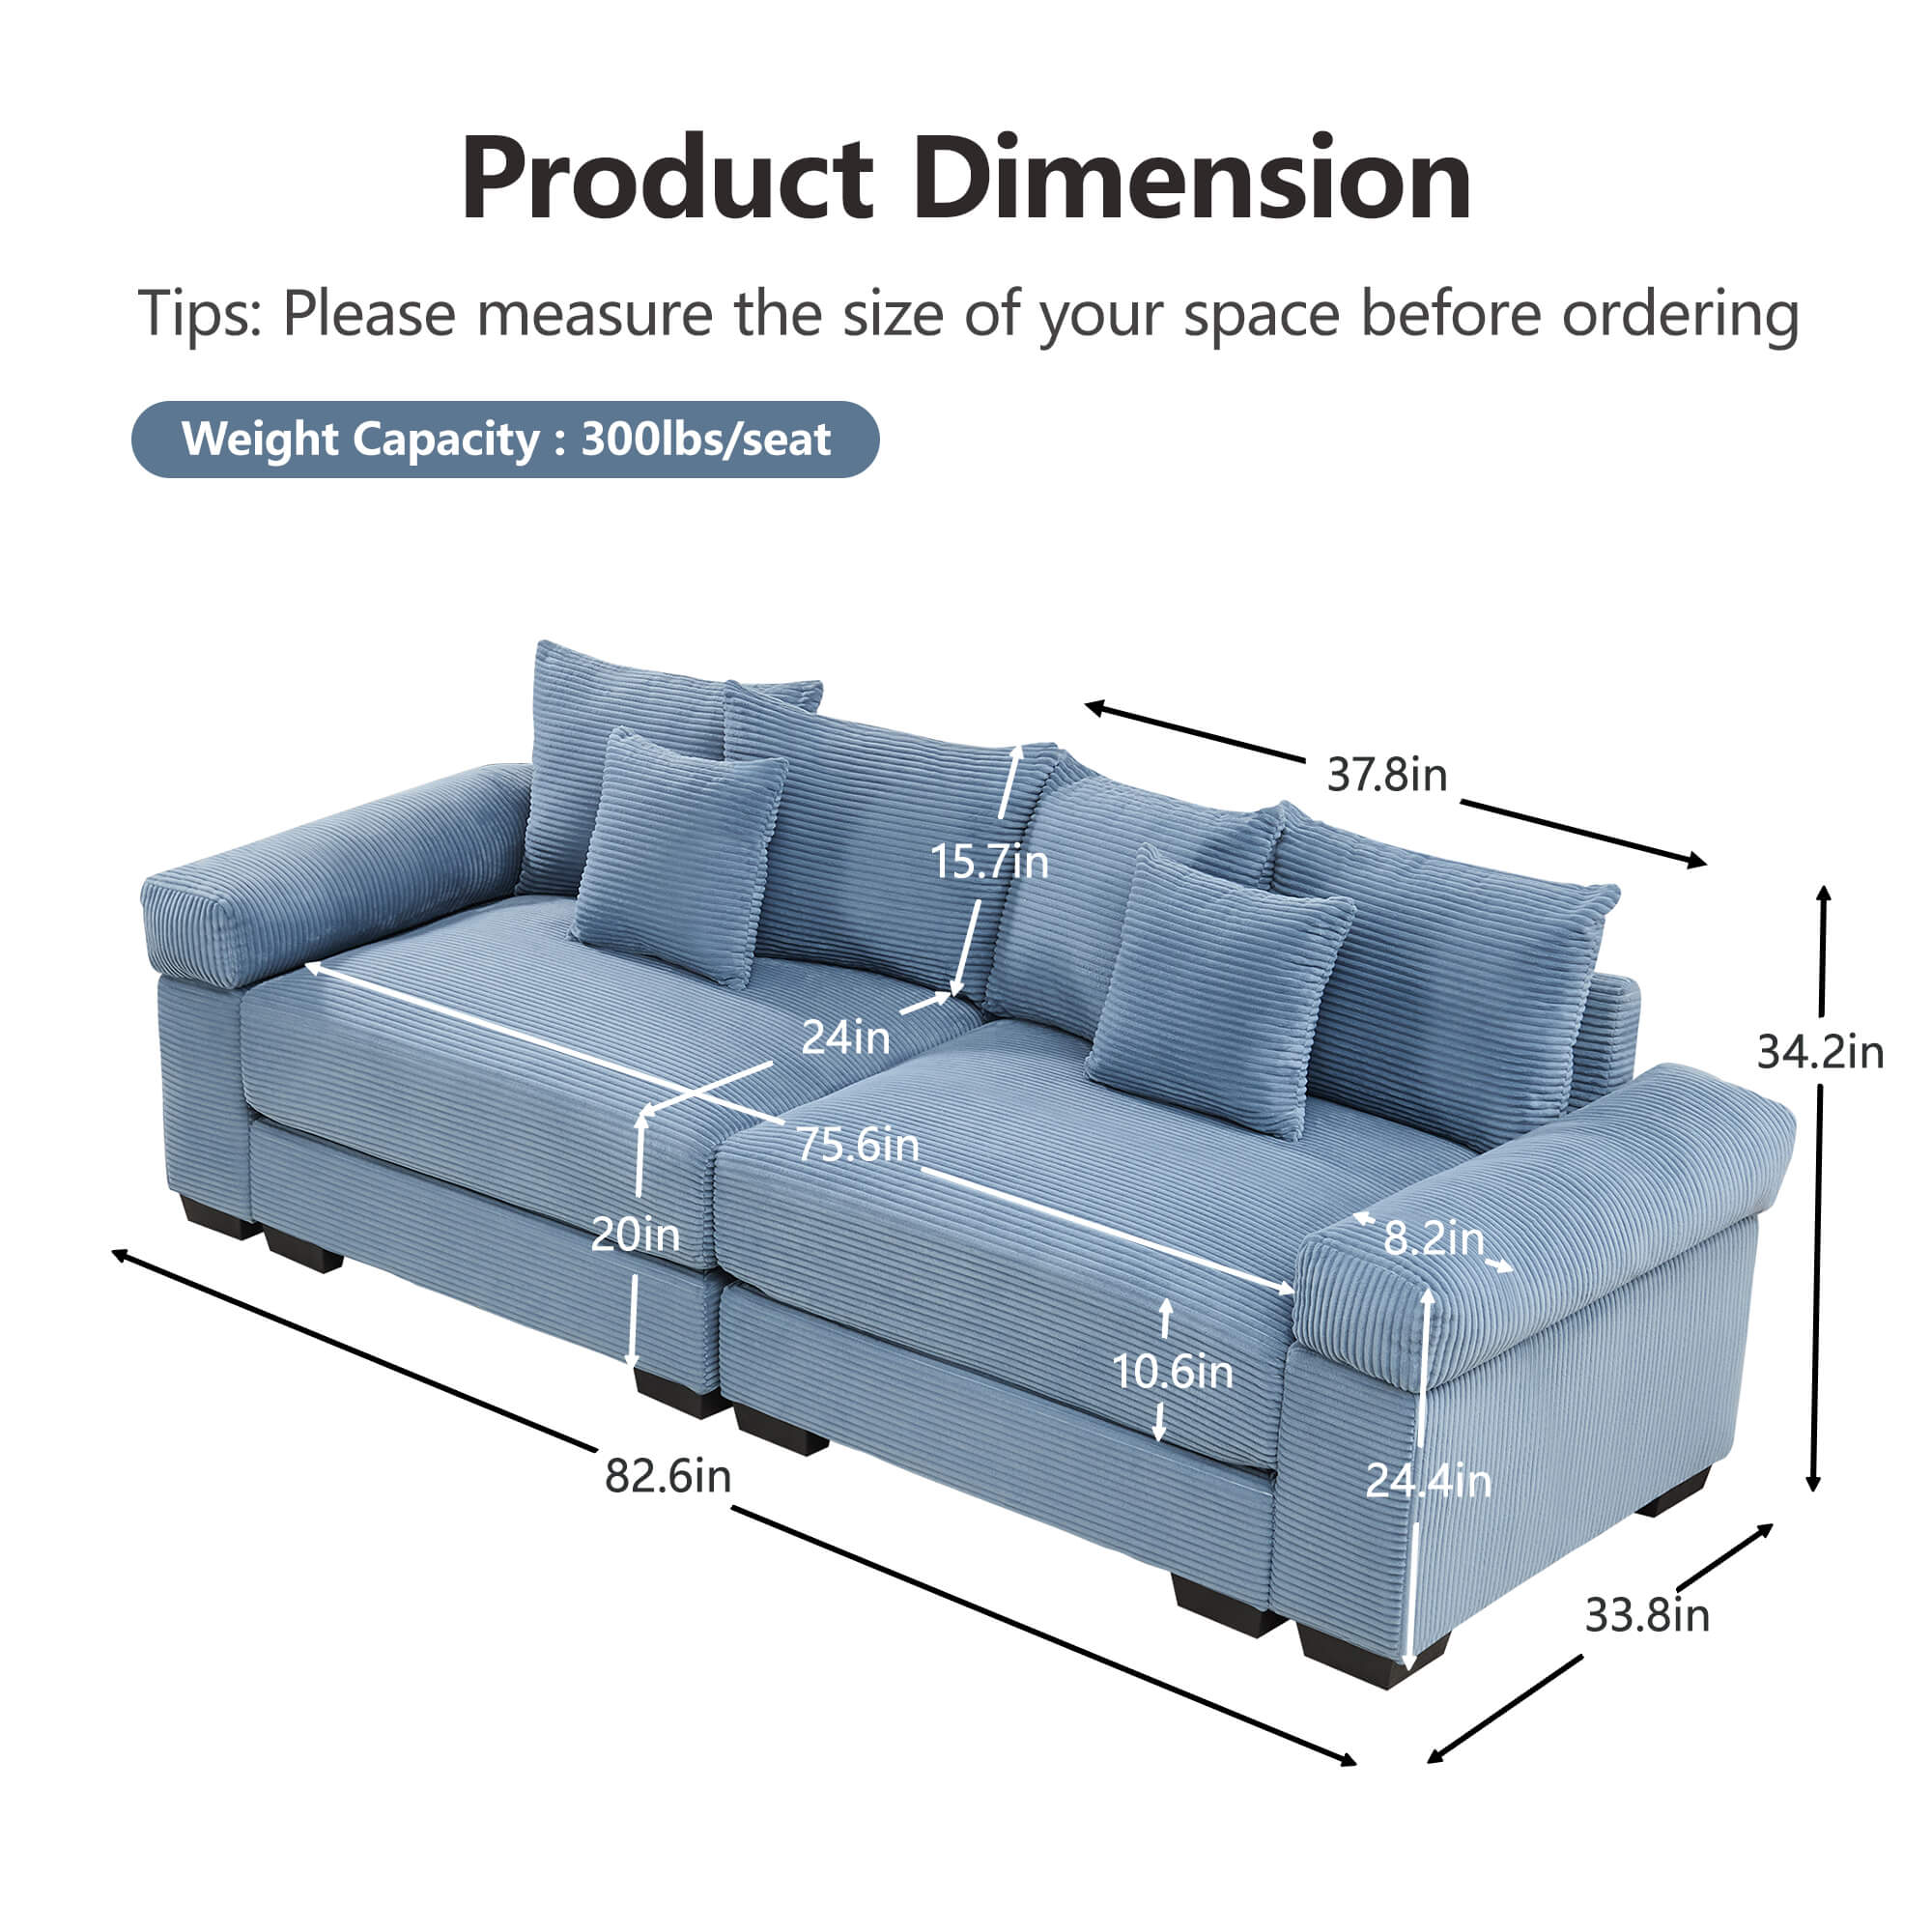 Product Dimension
Tips: Please measure the size of your space before ordering
Weight Capacity : 300lbs/seat
37.8in
15.7in
24in
34.2in
75.6in
20in
8.2in
10.6in
82.6in
24.4in
33.8in